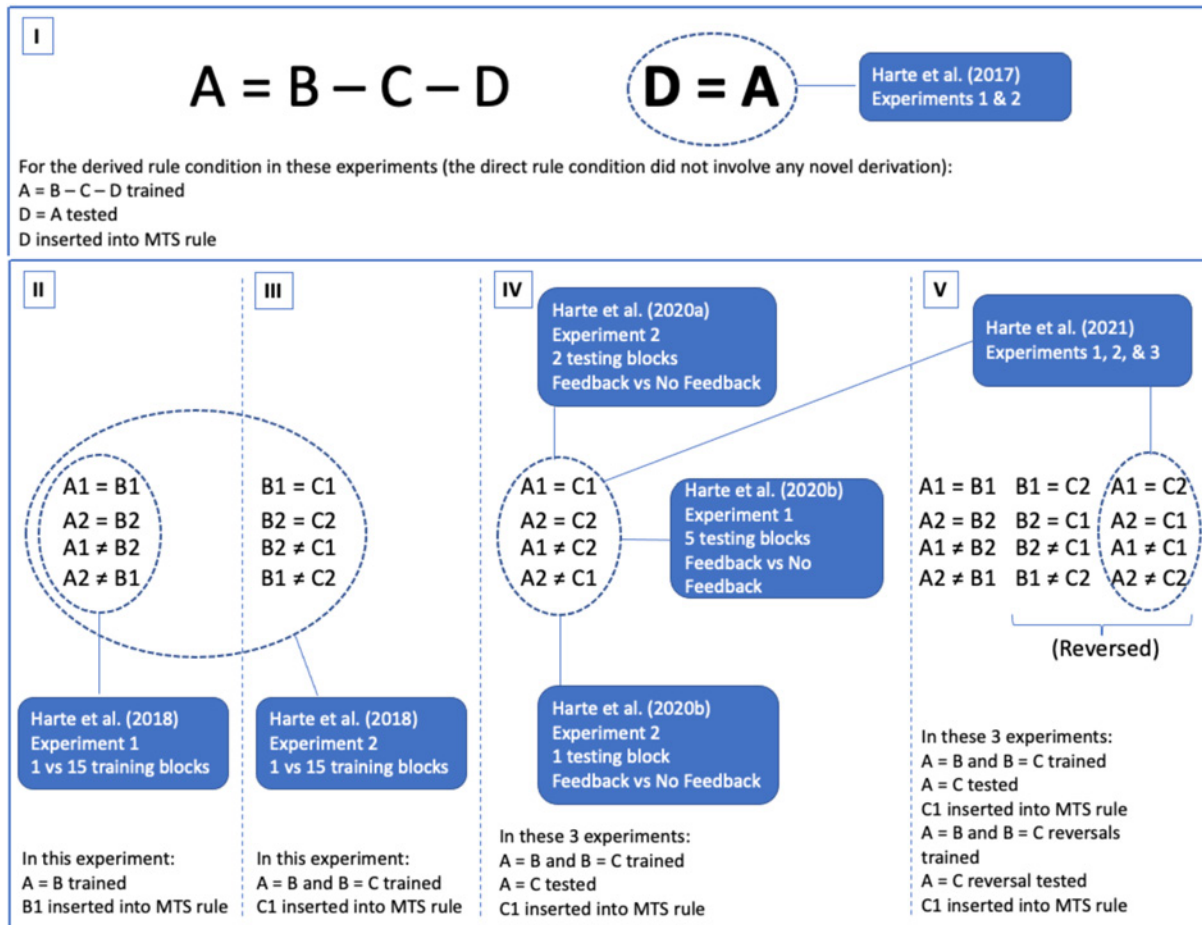 I
A = B – C – D
D = A
Harte et al. (2017)
Experiments 1 & 2
For the derived rule condition in these experiments (the direct rule condition did not involve any novel derivation):
A = B – C – D trained
D = A tested
D inserted into MTS rule
II
A1 = B1
A2 = B2
A1 ≠ B2
A2 ≠ B1
Harte et al. (2018)
Experiment 1
1 vs 15 training blocks
In this experiment:
A = B trained
B1 inserted into MTS rule
III
B1 = C1
B2 = C2
B2 ≠ C1
B1 ≠ C2
Harte et al. (2018)
Experiment 2
1 vs 15 training blocks
In this experiment:
A = B and B = C trained
C1 inserted into MTS rule
IV
Harte et al. (2020a)
Experiment 2
2 testing blocks
Feedback vs No Feedback
A1 = C1
A2 = C2
A1 ≠ C2
A2 ≠ C1
Harte et al. (2020b)
Experiment 1
5 testing blocks
Feedback vs No
Feedback
Harte et al. (2020b)
Experiment 2
1 testing block
Feedback vs No Feedback
In these 3 experiments:
A = B and B = C trained
A = C tested
C1 inserted into MTS rule
V
Harte et al. (2021)
Experiments 1, 2, & 3
A1 = B1 B1 = C2 A1 = C2
A2 = B2 B2 = C1 A2 = C1
A1 ≠ B2 B2 ≠ C1 A1 ≠ C1
A2 ≠ B1 B1 ≠ C2 A2 ≠ C2
(Reversed)
In these 3 experiments:
A = B and B = C trained
A = C tested
C1 inserted into MTS rule
A = B and B = C reversals
trained
A = C reversal tested
C1 inserted into MTS rule